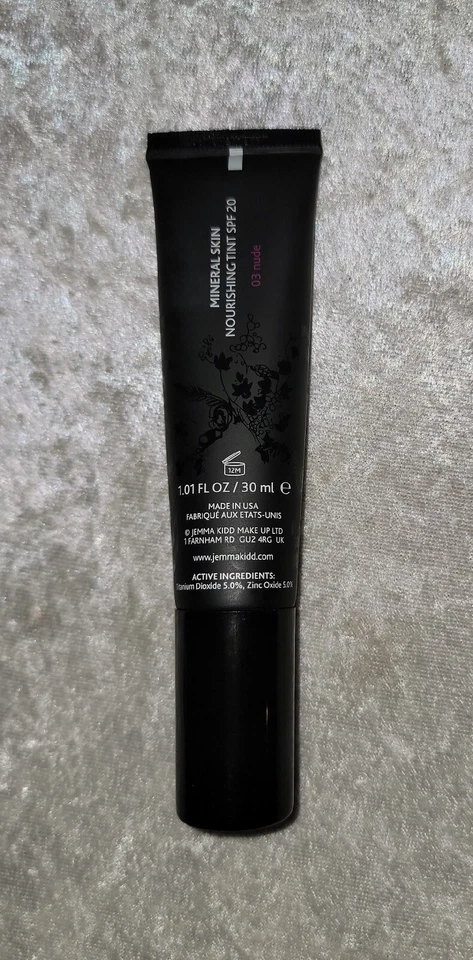 MINERAL SKIN
NOURISHING TINT SPF 20
03 nude
12M
1.01 FL OZ / 30 ml ℮
MADE IN USA
FABRIQUÉ AUX ETATS-UNIS
© JEMMA KIDD MAKE UP LTD
1 FARNHAM RD GU2 4RG UK
www.jemmakidd.com
ACTIVE INGREDIENTS:
Titanium Dioxide 5.0%, Zinc Oxide 5.0%